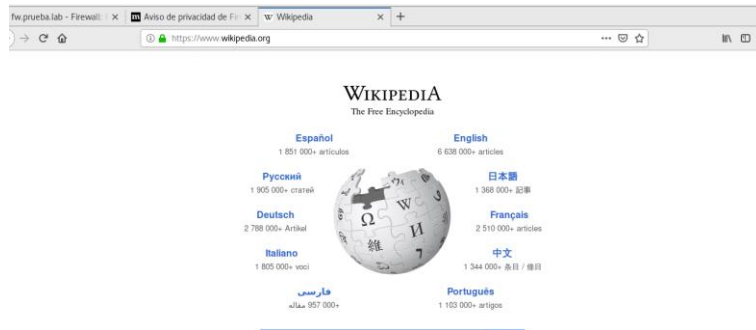 fw.prueba.lab - Firewall:
Aviso de privacidad de Fir
Wikipedia
https://www.wikipedia.org
WIKIPEDIA
The Free Encyclopedia
Español
1 851 000+ artículos
English
6 638 000+ articles
Русский
1 905 000+ статей
日本語
1 368 000+ 記事
Deutsch
2 788 000+ Artikel
Français
2 510 000+ articles
Italiano
1 805 000+ voci
中文
1 344 000+ 条目 / 條目
فارسی
957 000+ مقاله
Português
1 103 000+ artigos
Ω
W
И
維
7